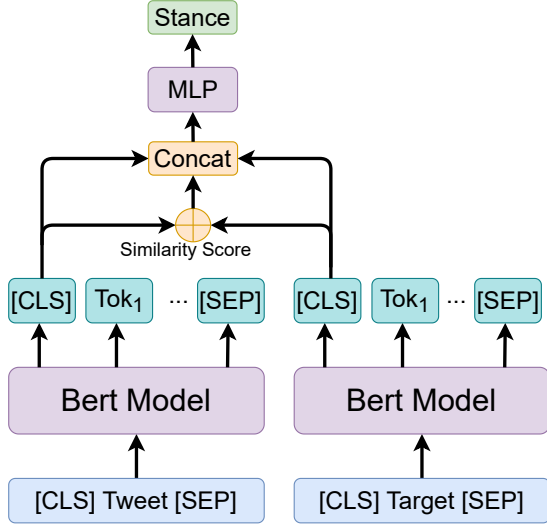 Stance
MLP
Concat
Similarity Score
[CLS] Tok₁ ... [SEP] [CLS] Tok₁ ... [SEP]
Bert Model Bert Model
[CLS] Tweet [SEP] [CLS] Target [SEP]